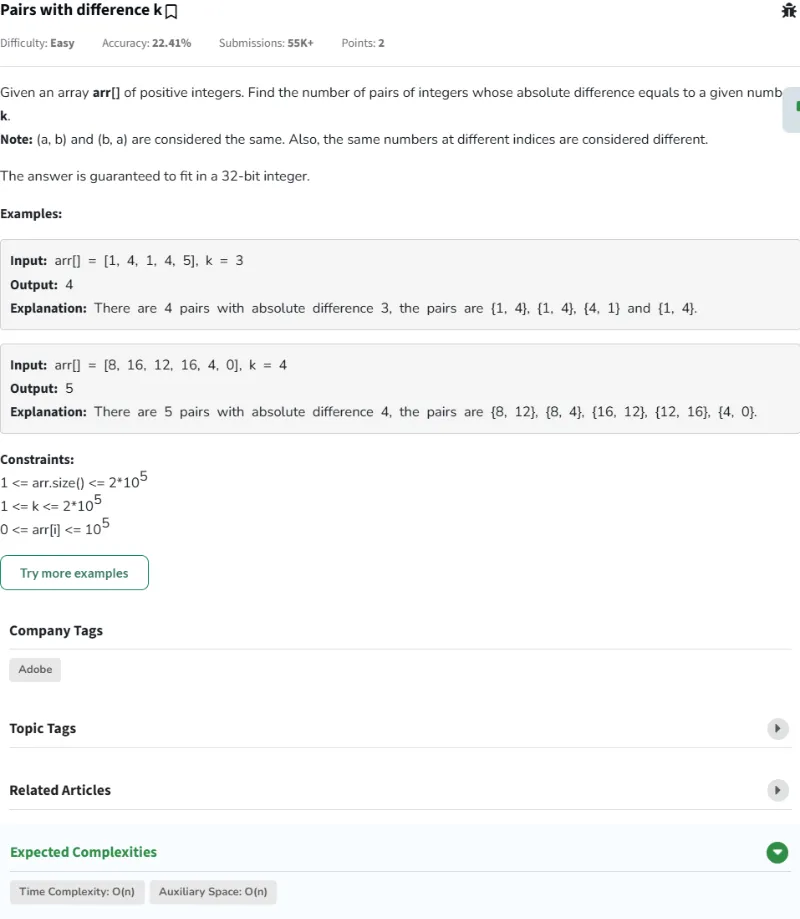 Pairs with difference k
Difficulty: Easy Accuracy: 22.41% Submissions: 55K+ Points: 2
Given an array arr[] of positive integers. Find the number of pairs of integers whose absolute difference equals to a given numb
k.
Note: (a, b) and (b, a) are considered the same. Also, the same numbers at different indices are considered different.
The answer is guaranteed to fit in a 32-bit integer.
Examples:
Input: arr[] = [1, 4, 1, 4, 5], k = 3
Output: 4
Explanation: There are 4 pairs with absolute difference 3, the pairs are {1, 4}, {1, 4}, {4, 1} and {1, 4}.
Input: arr[] = [8, 16, 12, 16, 4, 0], k = 4
Output: 5
Explanation: There are 5 pairs with absolute difference 4, the pairs are {8, 12}, {8, 4}, {16, 12}, {12, 16}, {4, 0}.
Constraints:
1 <= arr.size() <= 2*10^5
1 <= k <= 2*10^5
0 <= arr[i] <= 10^5
Try more examples
Company Tags
Adobe
Topic Tags
Related Articles
Expected Complexities
Time Complexity: O(n) Auxiliary Space: O(n)